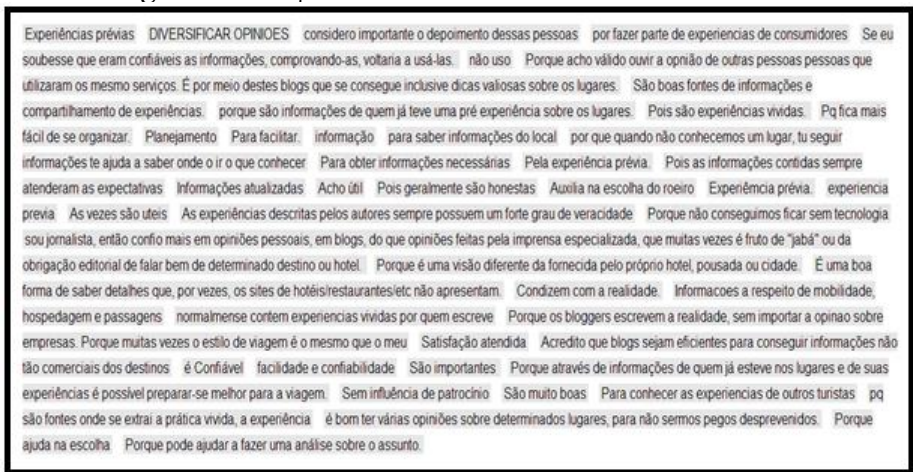 Experiências prévias DIVERSIFICAR OPINIOES considero importante o depoimento dessas pessoas por fazer parte de experiencias de consumidores Se eu
soubesse que eram confiáveis as informações, comprovando-as, voltaria a usá-las. não uso Porque acho válido ouvir a opnião de outras pessoas pessoas que
utilizaram os mesmo serviços. É por meio destes blogs que se consegue inclusive dicas valiosas sobre os lugares. São boas fontes de informações e
compartilhamento de experiências. porque são informações de quem já teve uma pré experiência sobre os lugares. Pois são experiências vividas. Pq fica mais
fácil de se organizar. Planejamento Para facilitar. informação para saber informações do local por que quando não conhecemos um lugar, tu seguir
informações te ajuda a saber onde o ir o que conhecer Para obter informações necessárias Pela experiência prévia. Pois as informações contidas sempre
atenderam as expectativas Informações atualizadas Acho útil Pois geralmente são honestas Auxilia na escolha do roeiro Experiêmcia prévia. experiencia
previa As vezes são uteis As experiências descritas pelos autores sempre possuem um forte grau de veracidade Porque não conseguimos ficar sem tecnologia
sou jornalista, então confio mais em opiniões pessoais, em blogs, do que opiniões feitas pela imprensa especializada, que muitas vezes é fruto de "jabá" ou da
obrigação editorial de falar bem de determinado destino ou hotel. Porque é uma visão diferente da fornecida pelo próprio hotel, pousada ou cidade. É uma boa
forma de saber detalhes que, por vezes, os sites de hotéis/restaurantes/etc não apresentam. Condizem com a realidade. Informacoes a respeito de mobilidade,
hospedagem e passagens normalmense contem experiencias vividas por quem escreve Porque os bloggers escrevem a realidade, sem importar a opinao sobre
empresas. Porque muitas vezes o estilo de viagem é o mesmo que o meu Satisfação atendida Acredito que blogs sejam eficientes para conseguir informações não
tão comerciais dos destinos é Confiável facilidade e confiabilidade São importantes Porque através de informações de quem já esteve nos lugares e de suas
experiências é possível preparar-se melhor para a viagem. Sem influência de patrocínio São muito boas Para conhecer as experiencias de outros turistas pq
são fontes onde se extrai a prática vivida, a experiência é bom ter várias opiniões sobre determinados lugares, para não sermos pegos desprevenidos. Porque
ajuda na escolha Porque pode ajudar a fazer uma análise sobre o assunto.